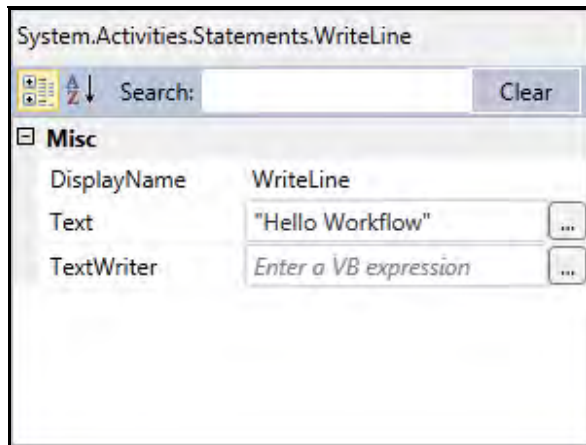 System.Activities.Statements.WriteLine
A Z Search: Clear
Misc
DisplayName WriteLine
Text "Hello Workflow" ...
TextWriter Enter a VB expression ...